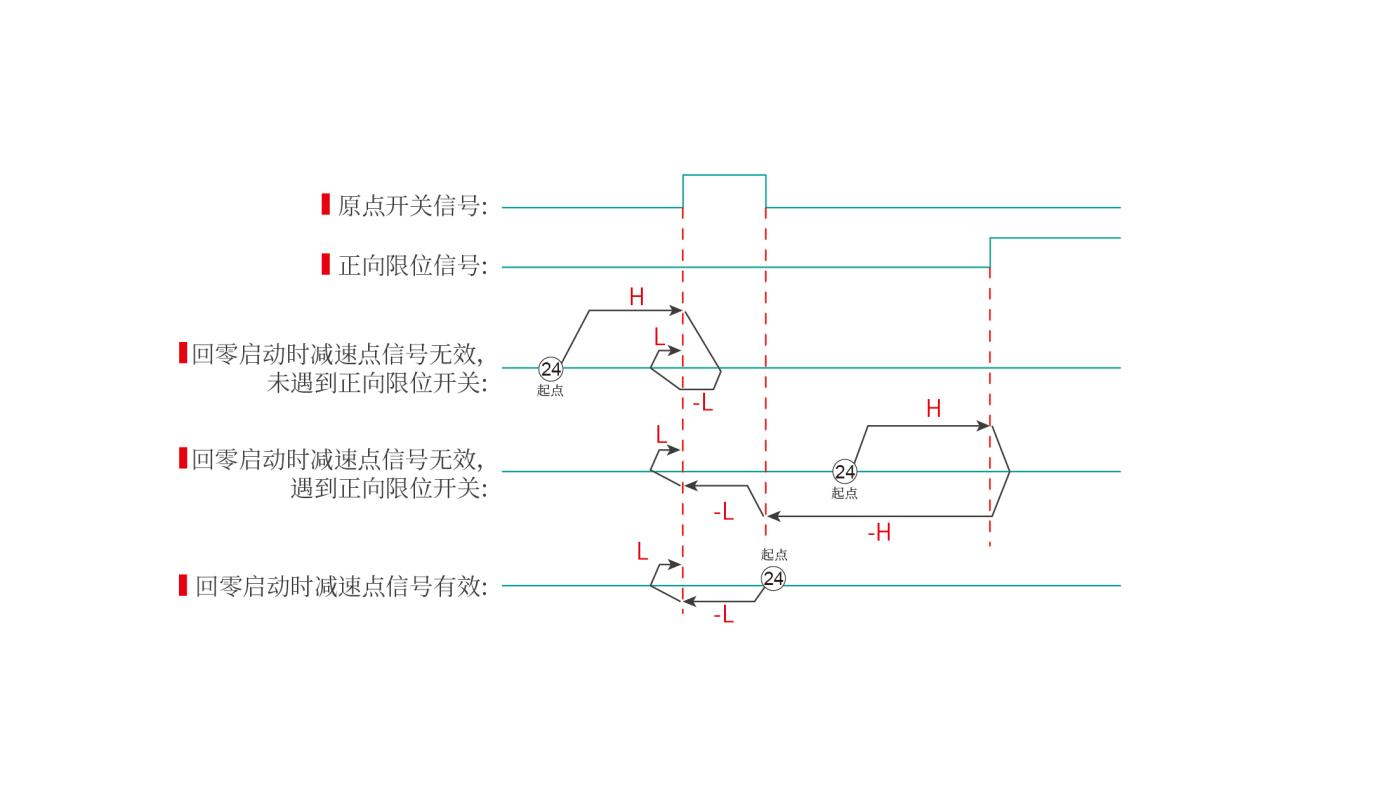 原点开关信号:
正向限位信号:
H
L
回零启动时减速点信号无效,
未遇到正向限位开关:
24
起点
-L
H
L
回零启动时减速点信号无效,
遇到正向限位开关:
24
起点
-L
-H
L
起点
回零启动时减速点信号有效:
24
-L